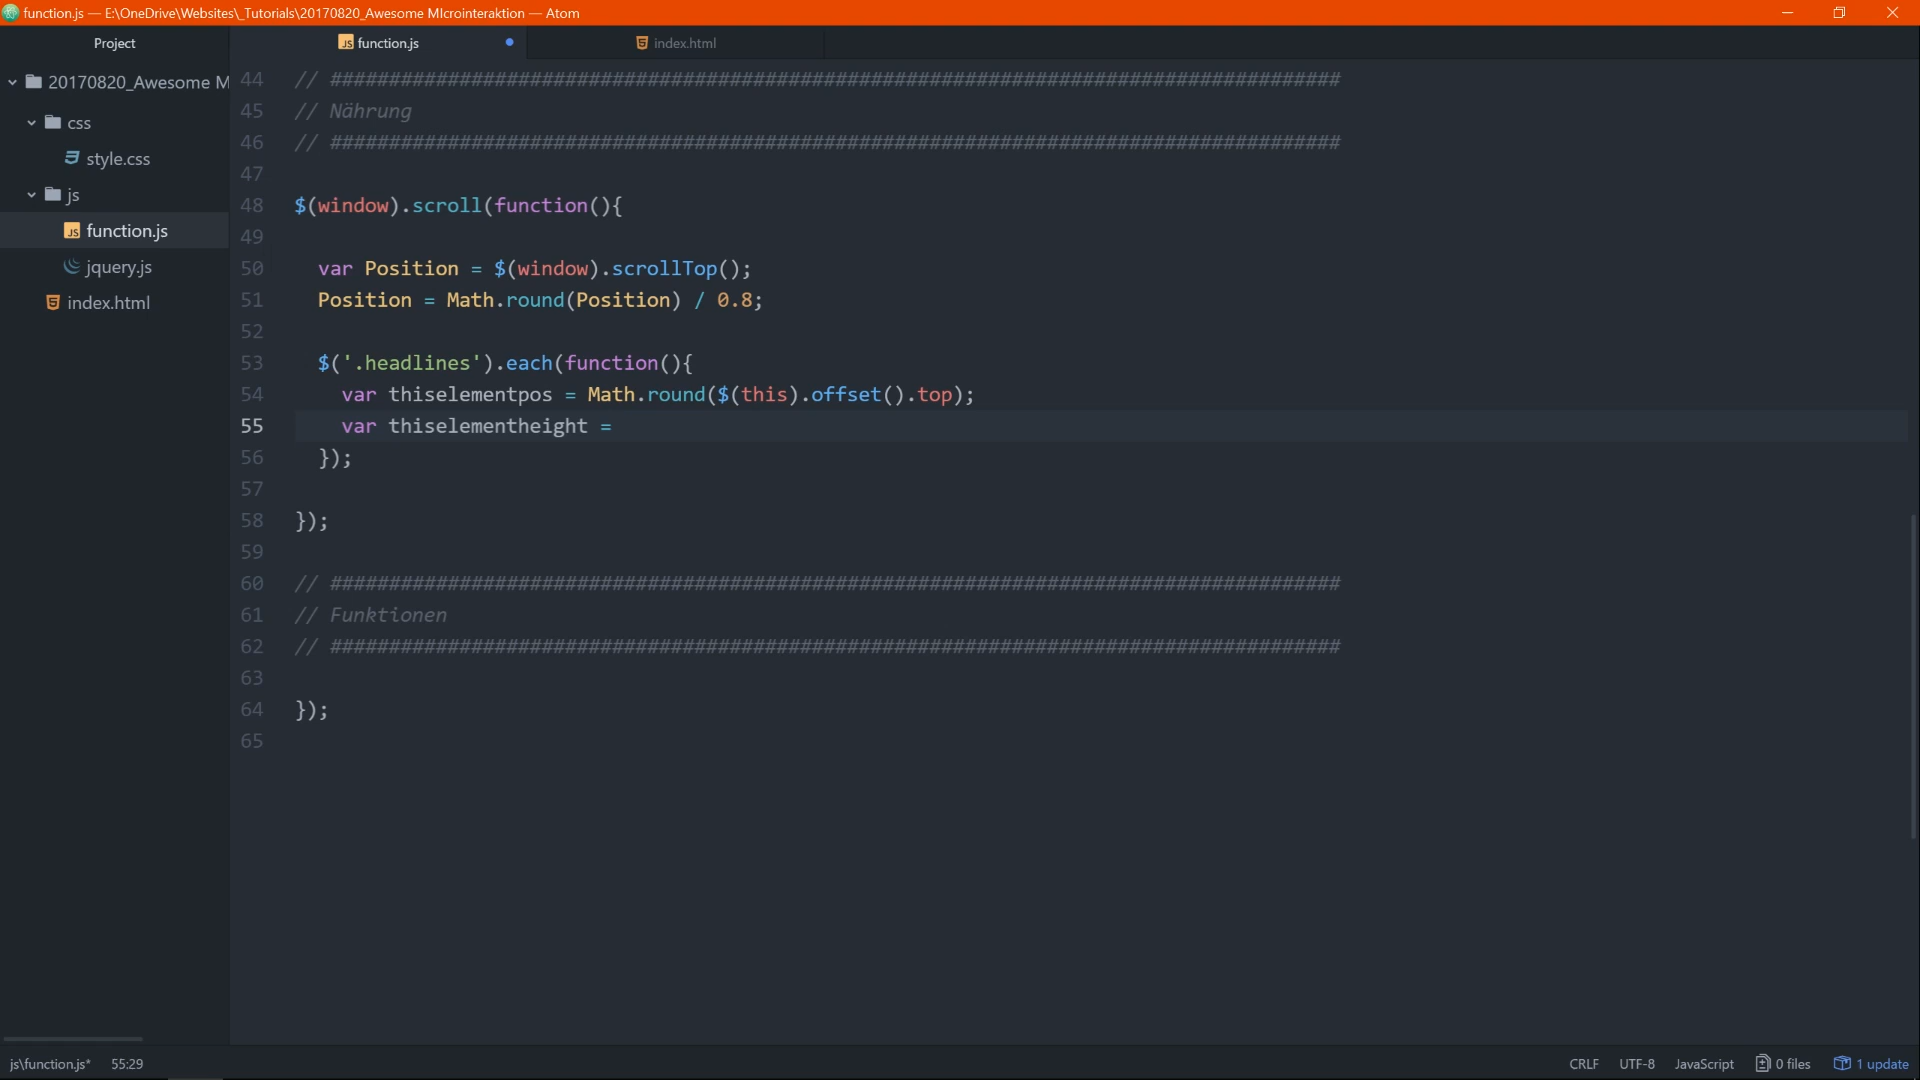 function.js — E:\OneDrive\Websites\_Tutorials\20170820_Awesome MIcrointeraktion — Atom
Project
function.js
index.html
20170820_Awesome M
css
style.css
js
function.js
jquery.js
index.html
44 // ######################################################################################
45 // Nährung
46 // ######################################################################################
47
48 $(window).scroll(function(){
49
50 var Position = $(window).scrollTop();
51 Position = Math.round(Position) / 0.8;
52
53 $('.headlines').each(function(){
54 var thiselementpos = Math.round($(this).offset().top);
55 var thiselementheight =
56 });
57
58 });
59
60 // ######################################################################################
61 // Funktionen
62 // ######################################################################################
63
64 });
65
js\function.js* 55:29
CRLF UTF-8 JavaScript 0 files 1 update